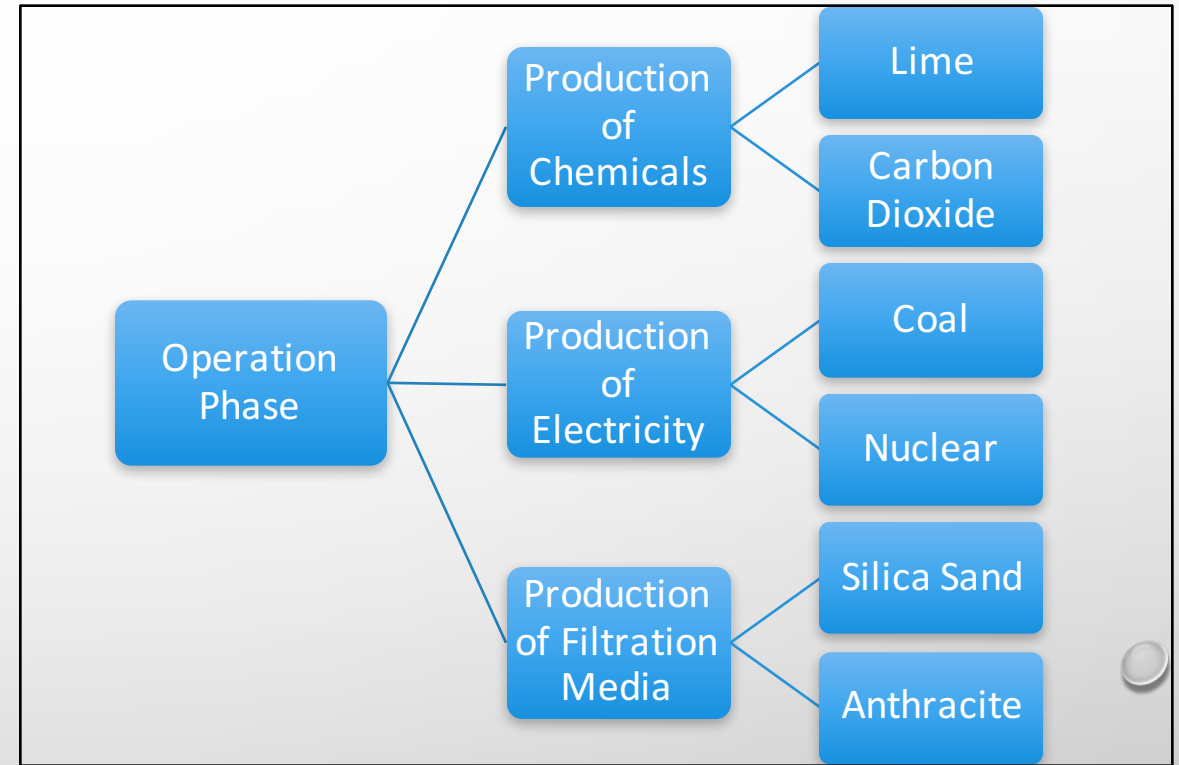 Operation
Phase
Production
of
Chemicals
Lime
Carbon
Dioxide
Production
of
Electricity
Coal
Nuclear
Production
of Filtration
Media
Silica Sand
Anthracite